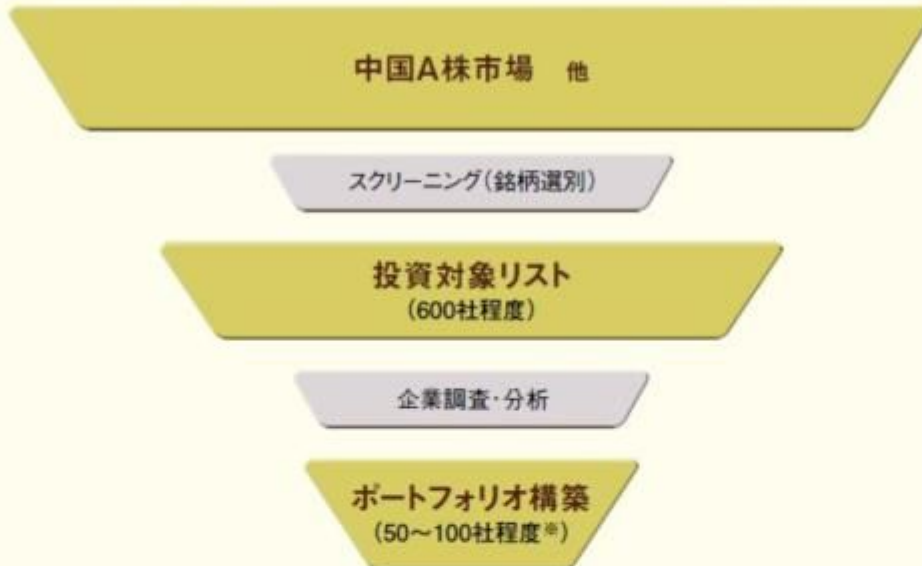 中国A株市場 他
スクリーニング(銘柄選別)
投資対象リスト
(600社程度)
企業調査・分析
ポートフォリオ構築
(50～100社程度※)